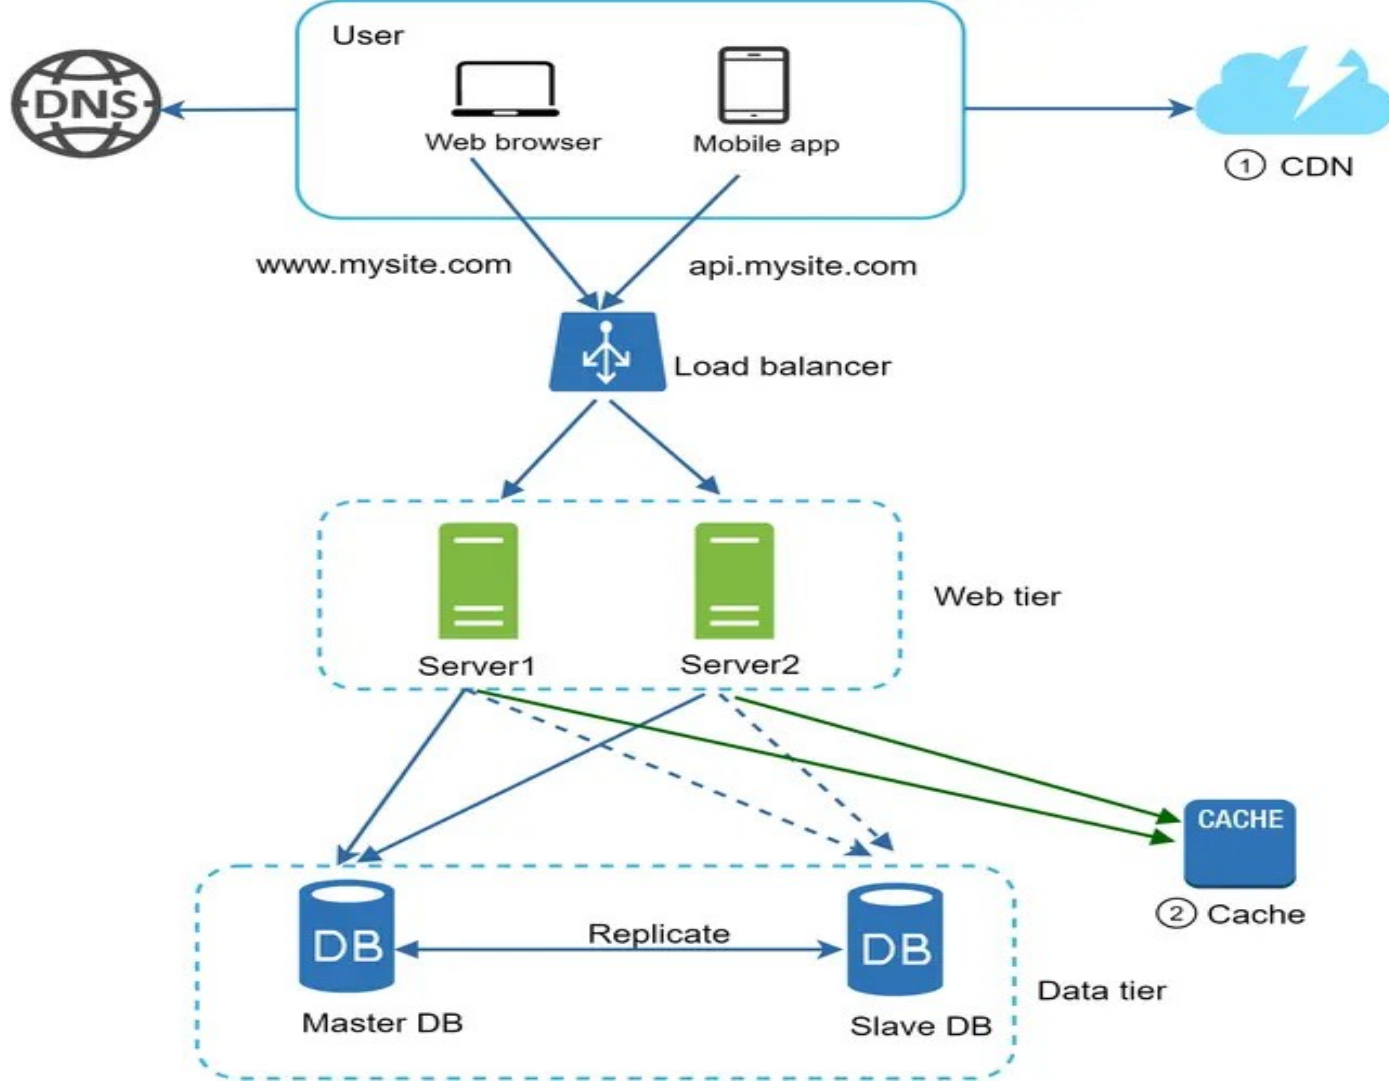 User
DNS
Web browser
Mobile app
1 CDN
www.mysite.com
api.mysite.com
Load balancer
Web tier
Server1
Server2
CACHE
2 Cache
DB
Replicate
DB
Data tier
Master DB
Slave DB